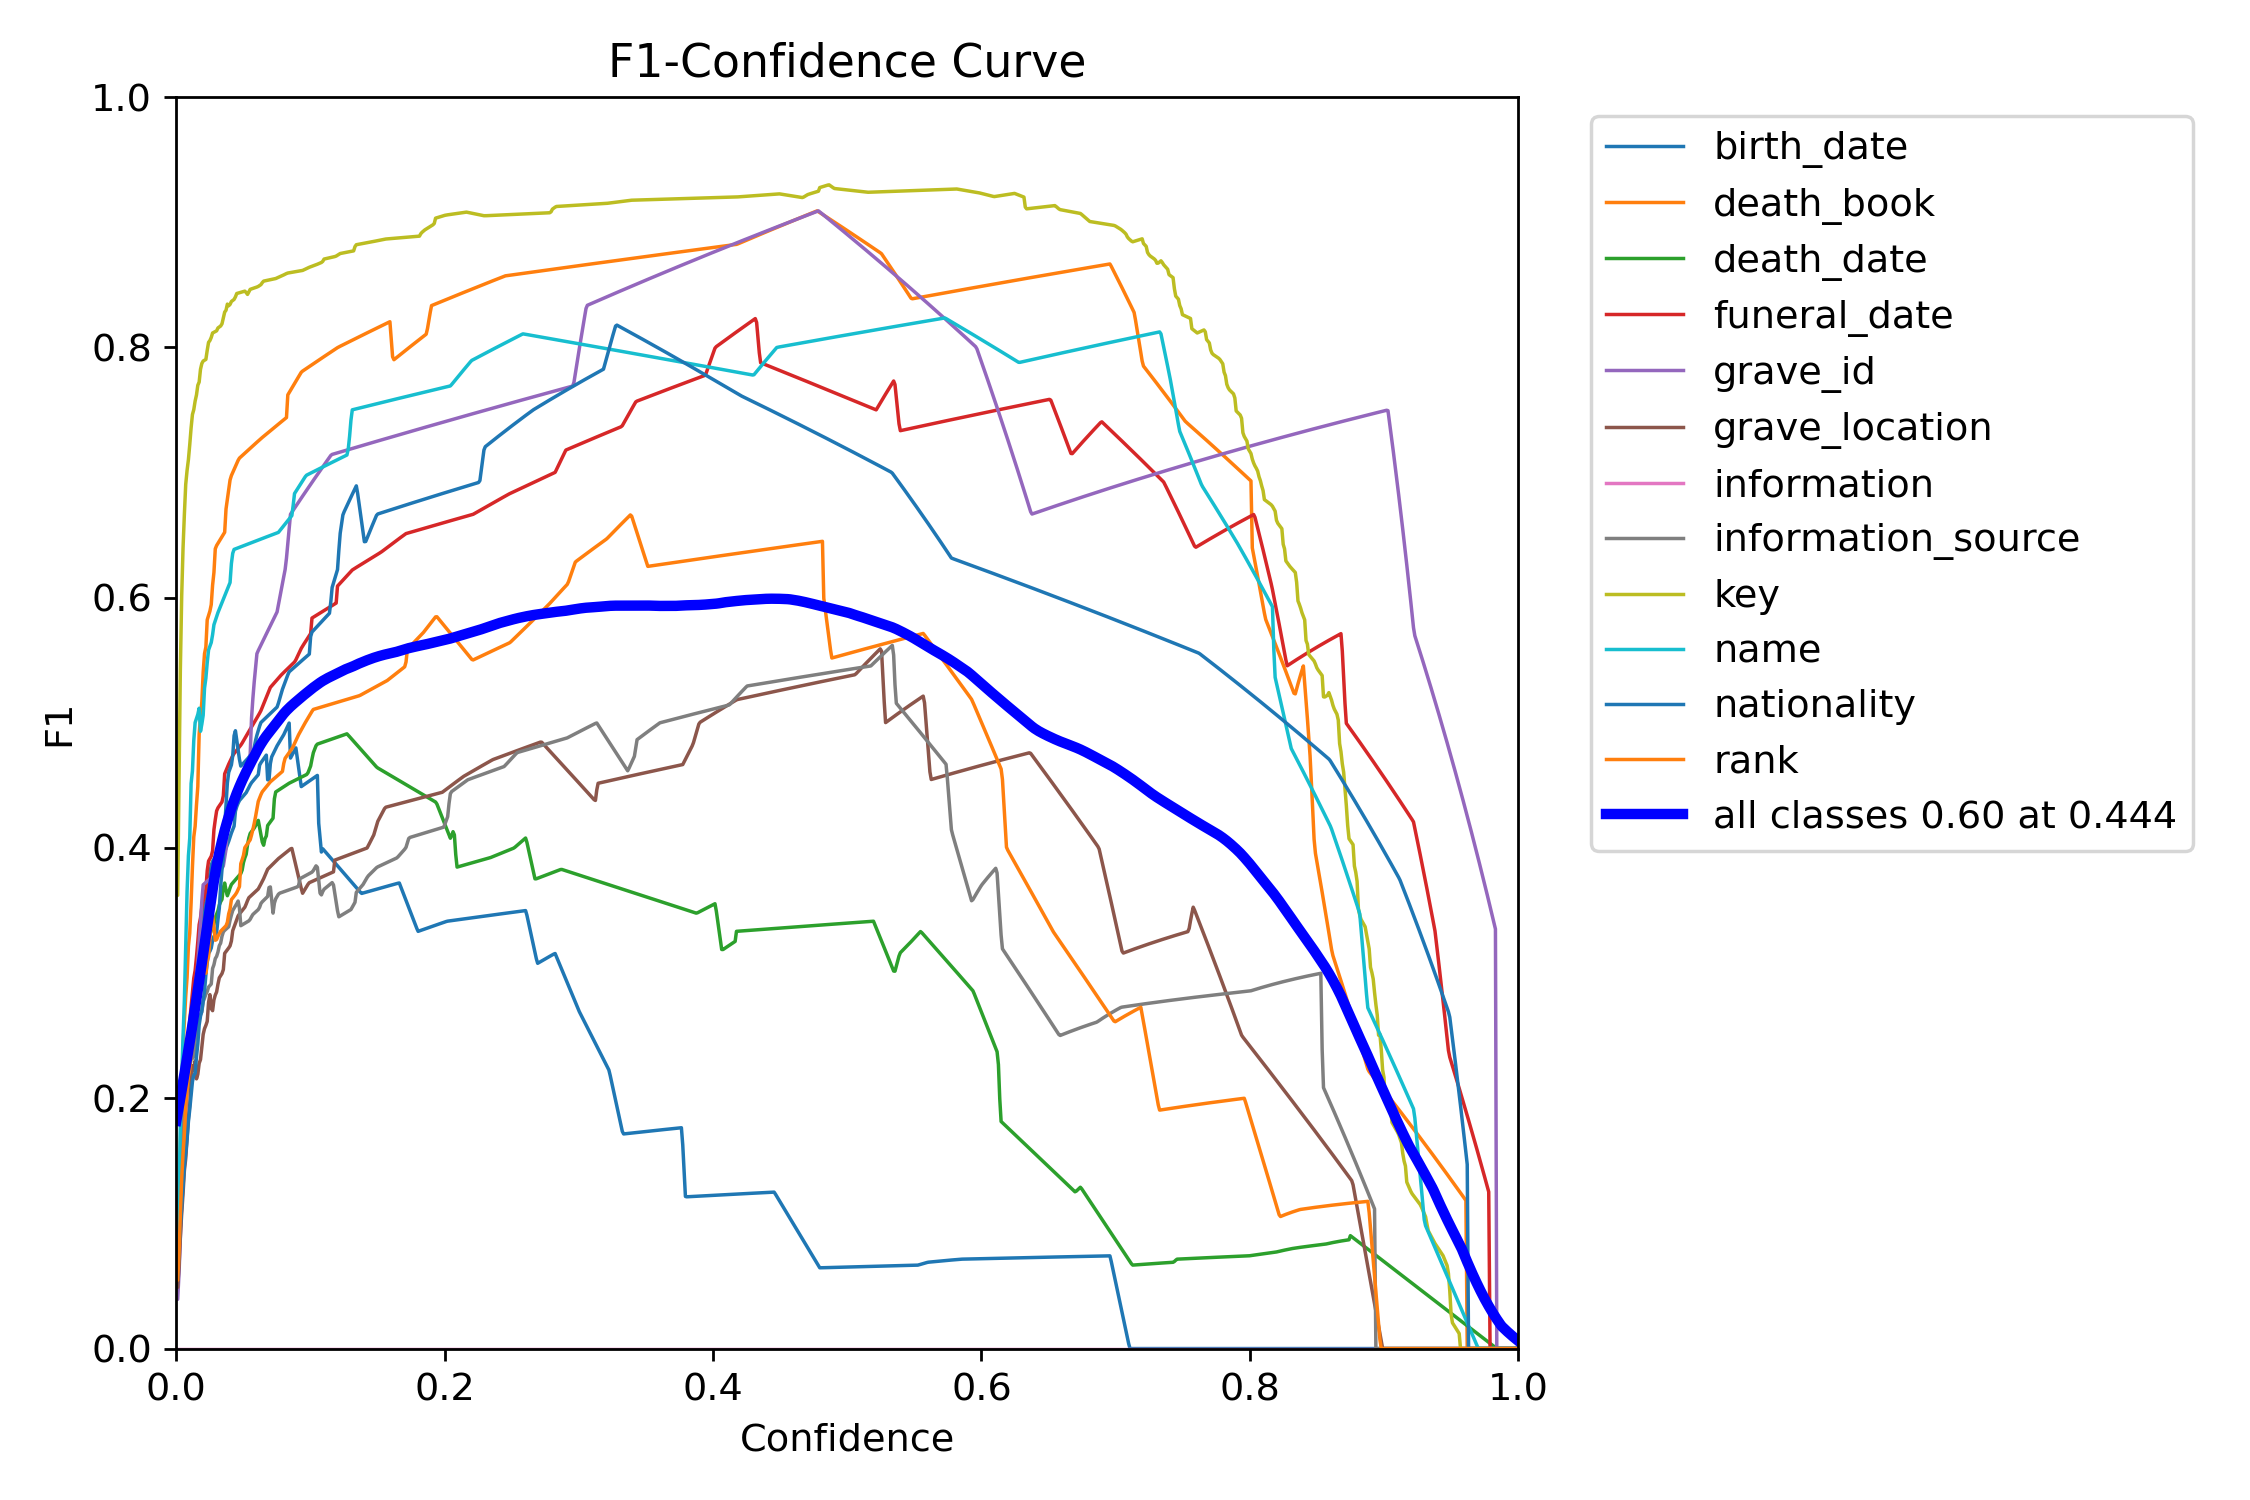 F1-Confidence Curve
1.0
0.8
0.6
0.4
0.2
0.0
F1
0.0 0.2 0.4 0.6 0.8 1.0
Confidence
birth_date
death_book
death_date
funeral_date
grave_id
grave_location
information
information_source
key
name
nationality
rank
all classes 0.60 at 0.444